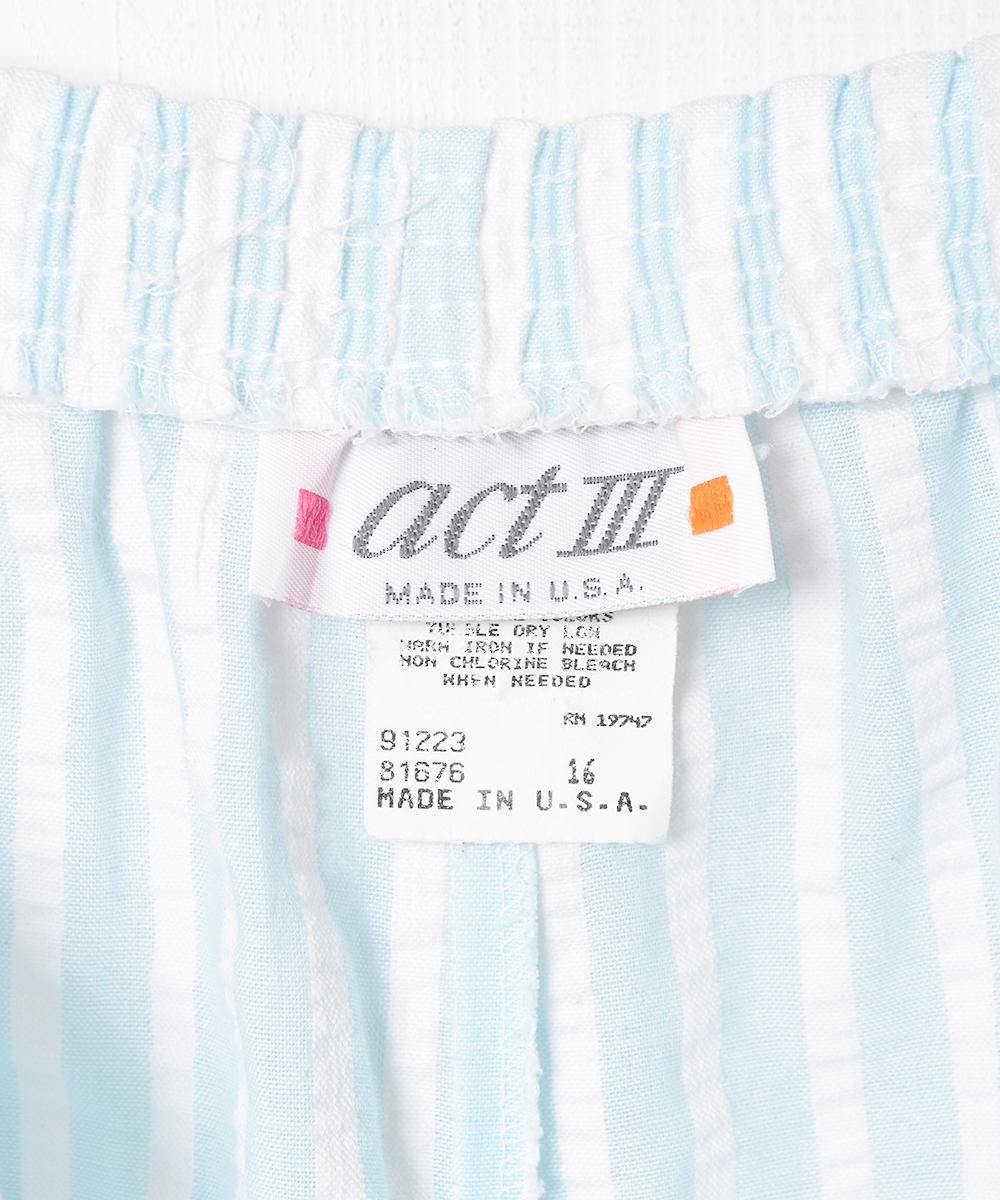 act III
MADE IN U.S.A.
COLORS
TUMBLE DRY LOW
WARM IRON IF NEEDED
NON CHLORINE BLEACH
WHEN NEEDED
RN 19747
91223
81676 16
MADE IN U.S.A.